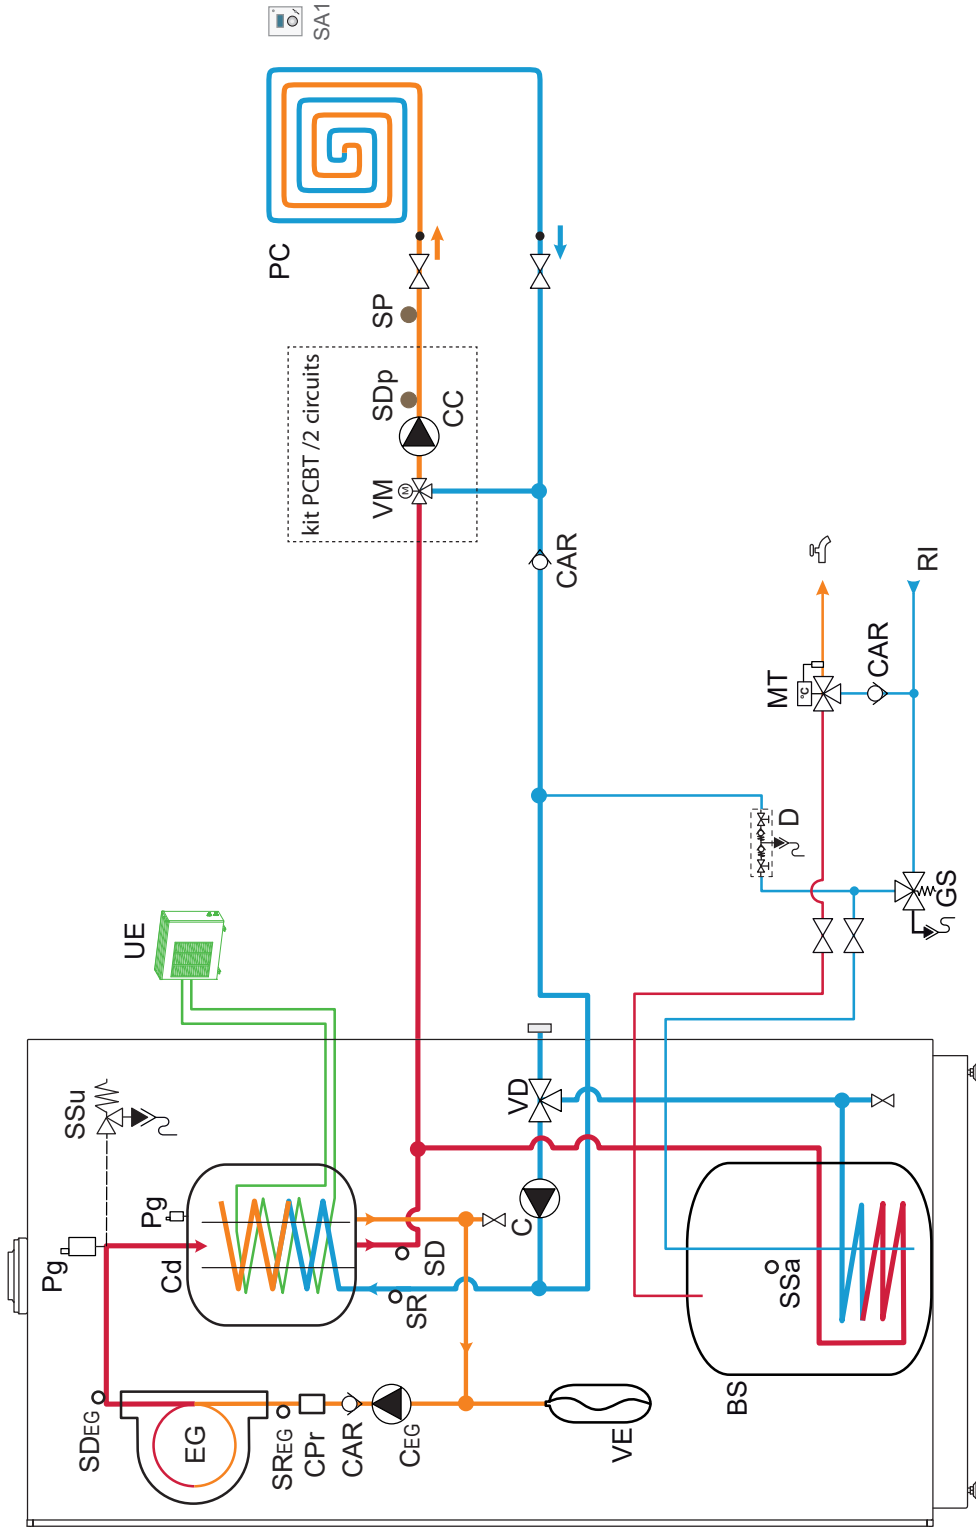 SA1
PC
SP
kit PCBT /2 circuits
SDp
CC
VM
M
CAR
RI
CAR
MT
°C
D
GS
UE
VD
SSu
Pg
Pg
Cd
C
SD
SR
SSa
BS
SDEG
EG
SREG
CPr
CAR
CEG
VE